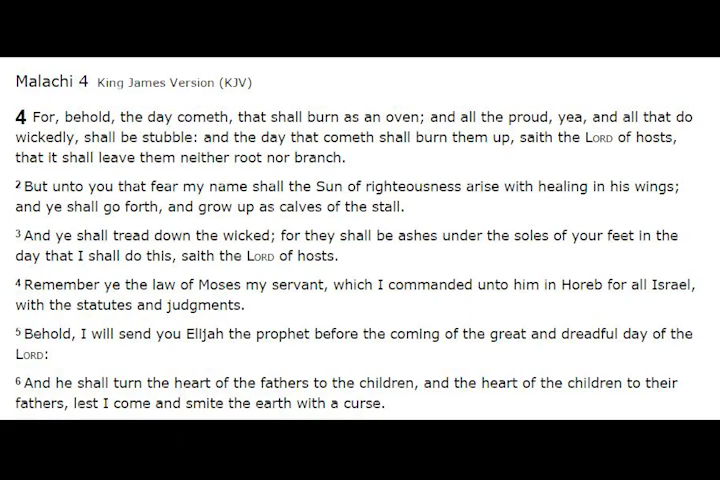 Malachi 4 King James Version (KJV)
4 For, behold, the day cometh, that shall burn as an oven; and all the proud, yea, and all that do
wickedly, shall be stubble: and the day that cometh shall burn them up, saith the LORD of hosts,
that it shall leave them neither root nor branch.
2 But unto you that fear my name shall the Sun of righteousness arise with healing in his wings;
and ye shall go forth, and grow up as calves of the stall.
3 And ye shall tread down the wicked; for they shall be ashes under the soles of your feet in the
day that I shall do this, saith the LORD of hosts.
4 Remember ye the law of Moses my servant, which I commanded unto him in Horeb for all Israel,
with the statutes and judgments.
5 Behold, I will send you Elijah the prophet before the coming of the great and dreadful day of the
LORD:
6 And he shall turn the heart of the fathers to the children, and the heart of the children to their
fathers, lest I come and smite the earth with a curse.